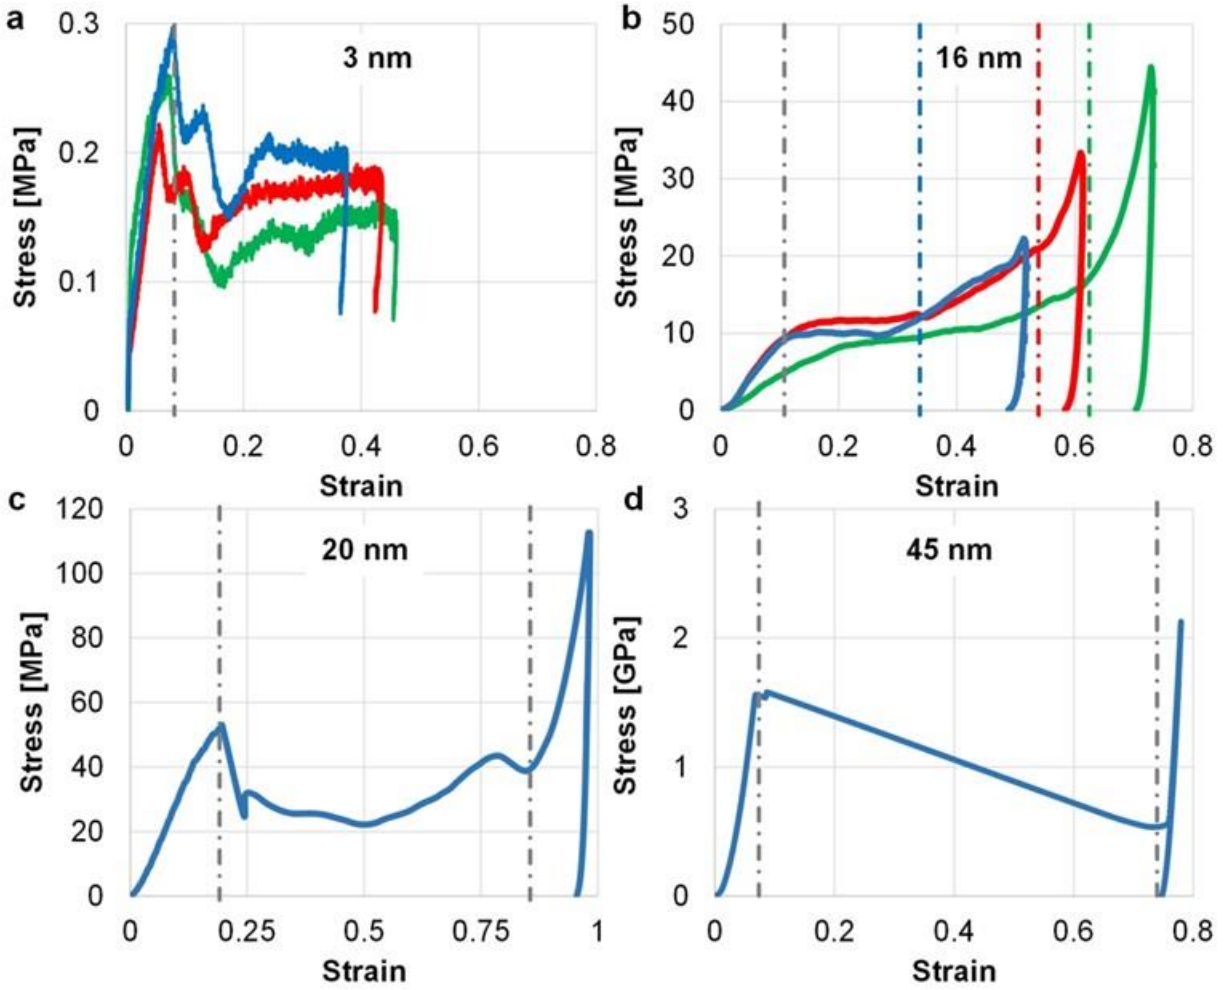 a
3 nm
Stress [MPa]
0.3
0.2
0.1
0
0 0.2 0.4 0.6 0.8
Strain
b
16 nm
Stress [MPa]
50
40
30
20
10
0
0 0.2 0.4 0.6 0.8
Strain
c
20 nm
Stress [MPa]
120
100
80
60
40
20
0
0 0.25 0.5 0.75 1
Strain
d
45 nm
Stress [GPa]
3
2
1
0
0 0.2 0.4 0.6 0.8
Strain